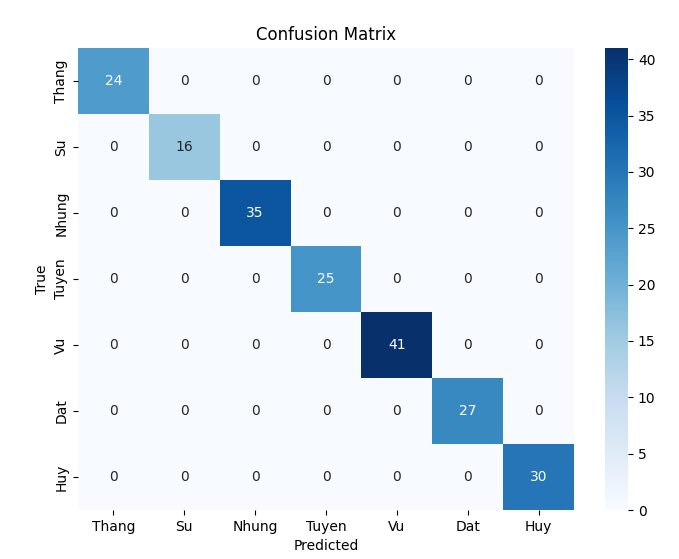 Confusion Matrix
Thang 24 0 0 0 0 0 0
Su 0 16 0 0 0 0 0
Nhung 0 0 35 0 0 0 0
Tuyen 0 0 0 25 0 0 0
Vu 0 0 0 0 41 0 0
Dat 0 0 0 0 0 27 0
Huy 0 0 0 0 0 0 30
True
Thang Su Nhung Tuyen Vu Dat Huy
Predicted
40
35
30
25
20
15
10
5
0